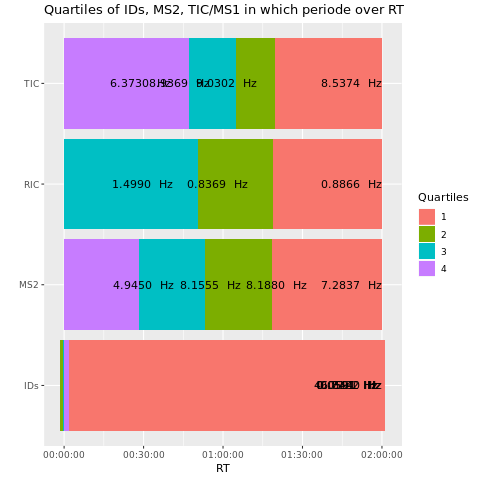 Quartiles of IDs, MS2, TIC/MS1 in which periode over RT
TIC
8.5374 Hz
RIC
1.4990 Hz 0.8369 Hz 0.8866 Hz
MS2
4.9450 Hz 8.1555 Hz 8.1880 Hz 7.2837 Hz
IDs
Hz
00:00:00 00:30:00 01:00:00 01:30:00 02:00:00
RT
Quartiles
1
2
3
4